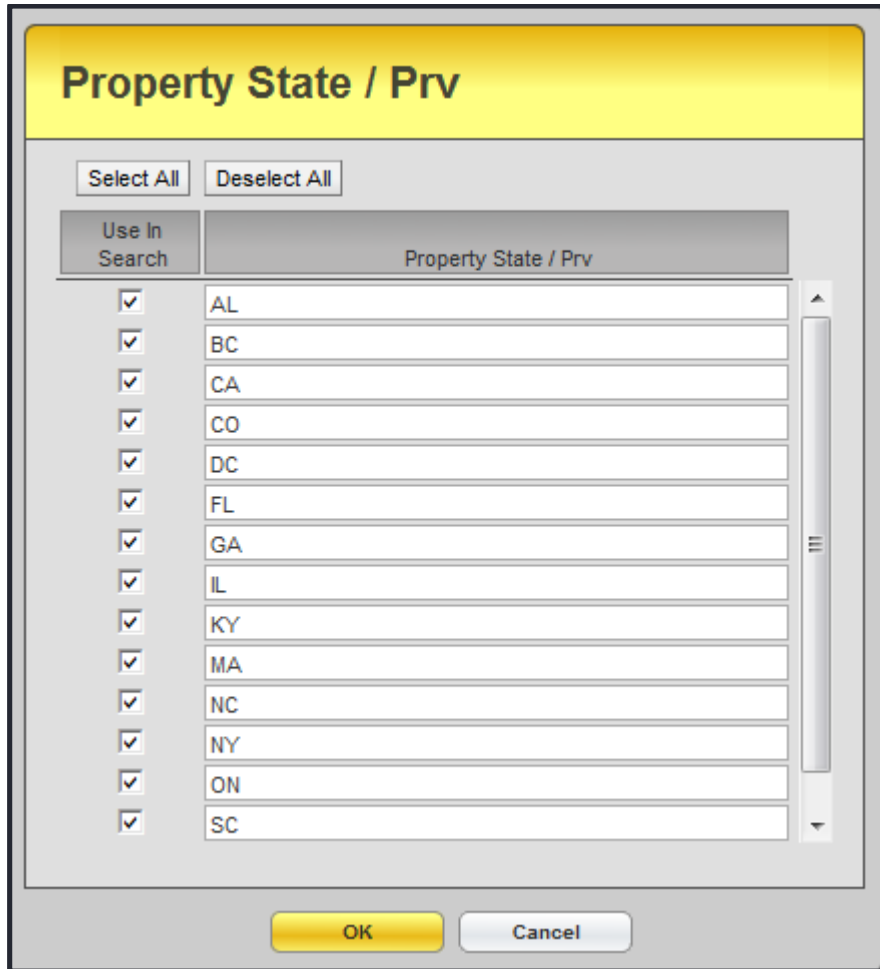 Property State / Prv
Select All Deselect All
Use In
Search
Property State / Prv
AL
BC
CA
CO
DC
FL
GA
IL
KY
MA
NC
NY
ON
SC
OK Cancel